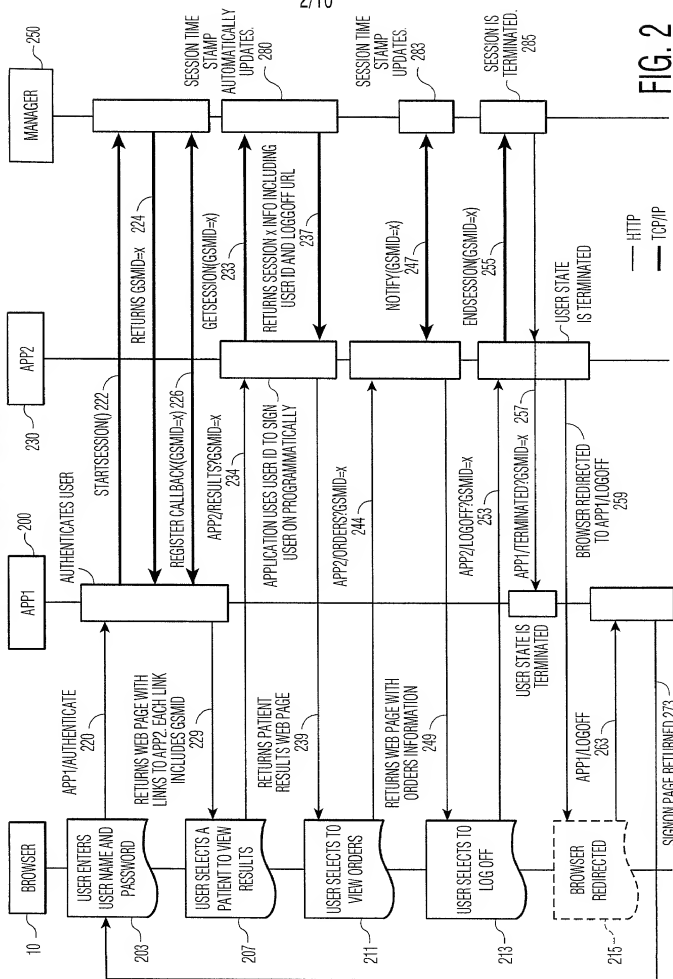 2/10
BROWSER
10
APP1
200
APP2
230
MANAGER
250
USER ENTERS
USER NAME AND
PASSWORD
203
APP1/AUTHENTICATE
220
AUTHENTICATES USER
STARTSESSION() 222
RETURNS GSMID=x
224
REGISTER CALLBACK(GSMID=x) 226
RETURNS WEB PAGE WITH
LINKS TO APP2. EACH LINK
INCLUDES GSMID
229
USER SELECTS A
PATIENT TO VIEW
RESULTS
207
APP2/RESULTS?GSMID=x
234
GETSESSION(GSMID=x)
233
SESSION TIME
STAMP
AUTOMATICALLY
UPDATES.
280
RETURNS SESSION x INFO INCLUDING
USER ID AND LOGGOFF URL
237
APPLICATION USES USER ID TO SIGN
USER ON PROGRAMMATICALLY
RETURNS PATIENT
RESULTS WEB PAGE
239
USER SELECTS TO
VIEW ORDERS
211
APP2/ORDERS?GSMID=x
244
NOTIFY(GSMID=x)
247
SESSION TIME
STAMP
UPDATES.
283
RETURNS WEB PAGE WITH
ORDERS INFORMATION
249
USER SELECTS TO
LOG OFF
213
APP2/LOGOFF?GSMID=x
253
ENDSESSION(GSMID=x)
255
SESSION IS
TERMINATED.
285
APP1/TERMINATED?GSMID=x 257
USER STATE IS
TERMINATED
USER STATE
IS TERMINATED
BROWSER REDIRECTED
TO APP1/LOGOFF
259
BROWSER
REDIRECTED
215
APP1/LOGOFF
263
SIGNON PAGE RETURNED 273
HTTP
TCP/IP
FIG. 2